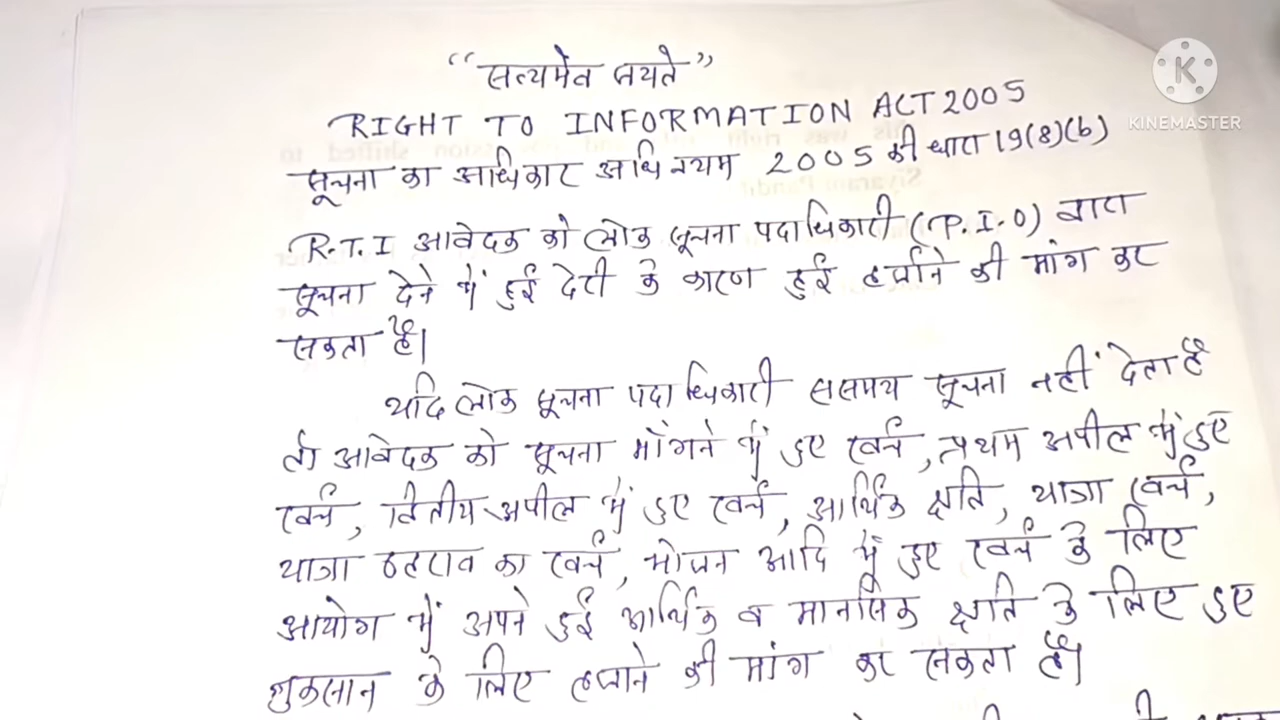 "सत्यमेव जयते"
RIGHT TO INFORMATION ACT 2005
सूचना का अधिकार अधिनियम 2005 की धारा 19(8)(b)
R.T.I आवेदक को लोक सूचना पदाधिकारी (P.I.O) द्वारा
सूचना देने में हुई देरी के कारण हुई हर्जाने की मांग कर
सकता है।
यदि लोक सूचना पदाधिकारी ससमय सूचना नहीं देता है
तो आवेदक को सूचना माँगने में हुए खर्च, प्रथम अपील में हुए
खर्च, द्वितीय अपील में हुए खर्च, आर्थिक क्षति, यात्रा खर्च,
यात्रा ठहराव का खर्च, भोजन आदि में हुए खर्च के लिए
आयोग में अपने हुई आर्थिक व मानसिक क्षति के लिए हुए
नुकसान के लिए हर्जाने की मांग कर सकता है।
KINEMASTER